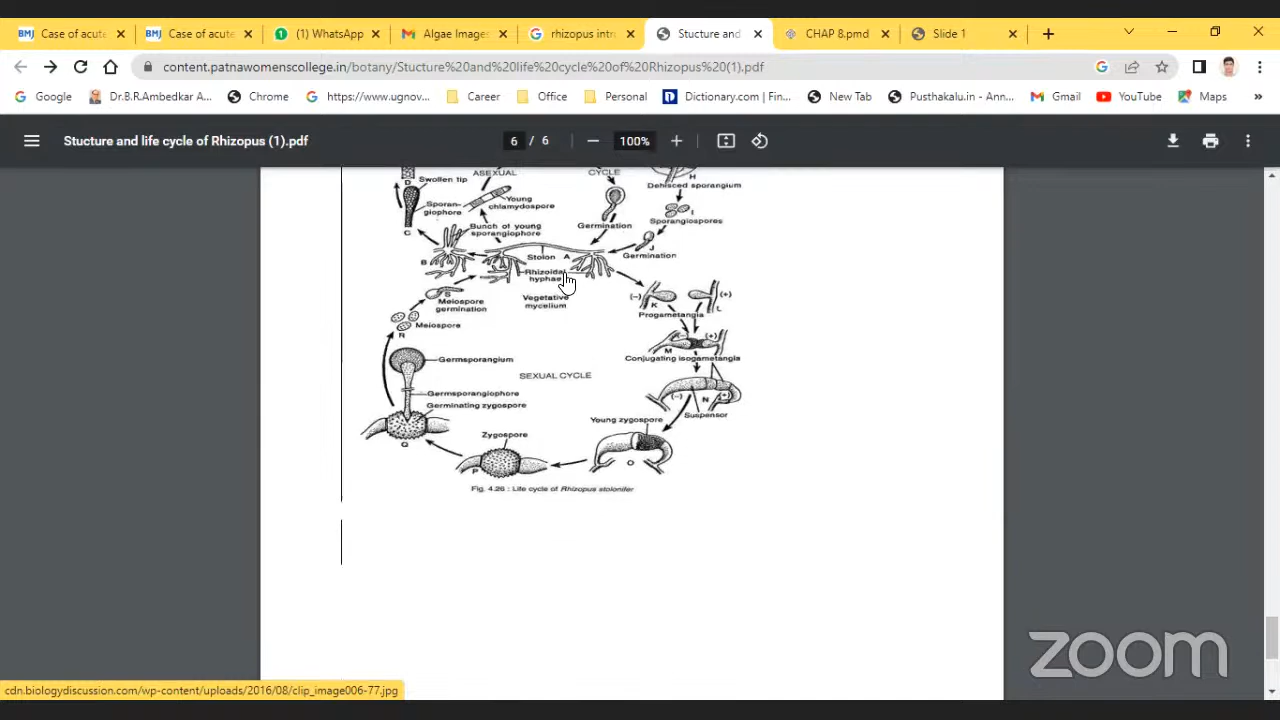 Case of acute
Case of acute
(1) WhatsApp
Algae Images
rhizopus intr
Stucture and
CHAP 8.pmd
Slide 1
content.patnawomenscollege.in/botany/Stucture%20and%20life%20cycle%20of%20Rhizopus%20(1).pdf
Google
Dr.B.R.Ambedkar A...
Chrome
https://www.ugnov...
Career
Office
Personal
Dictionary.com | Fin...
New Tab
Pusthakalu.in - Ann...
Gmail
YouTube
Maps
»
Stucture and life cycle of Rhizopus (1).pdf
6 / 6
100%
ASEXUAL
CYCLE
D
Swollen tip
Sporan-
giophore
C
Young
chlamydospore
Bunch of young
sporangiophore
H
Dehisced sporangium
I
Sporangiospores
Germination
J
Germination
B
Stolon
A
Rhizoidal
hyphae
Vegetative
mycelium
S
Meiospore
germination
R
Meiospore
(-)
K
(+)
L
Progametangia
(+)
M
Conjugating isogametangia
Germsporangium
SEXUAL CYCLE
Germsporangiophore
Germinating zygospore
Q
(-)
N
Suspensor
Young zygospore
O
Zygospore
P
Fig. 4.26 : Life cycle of Rhizopus stolonifer
zoom
cdn.biologydiscussion.com/wp-content/uploads/2016/08/clip_image006-77.jpg